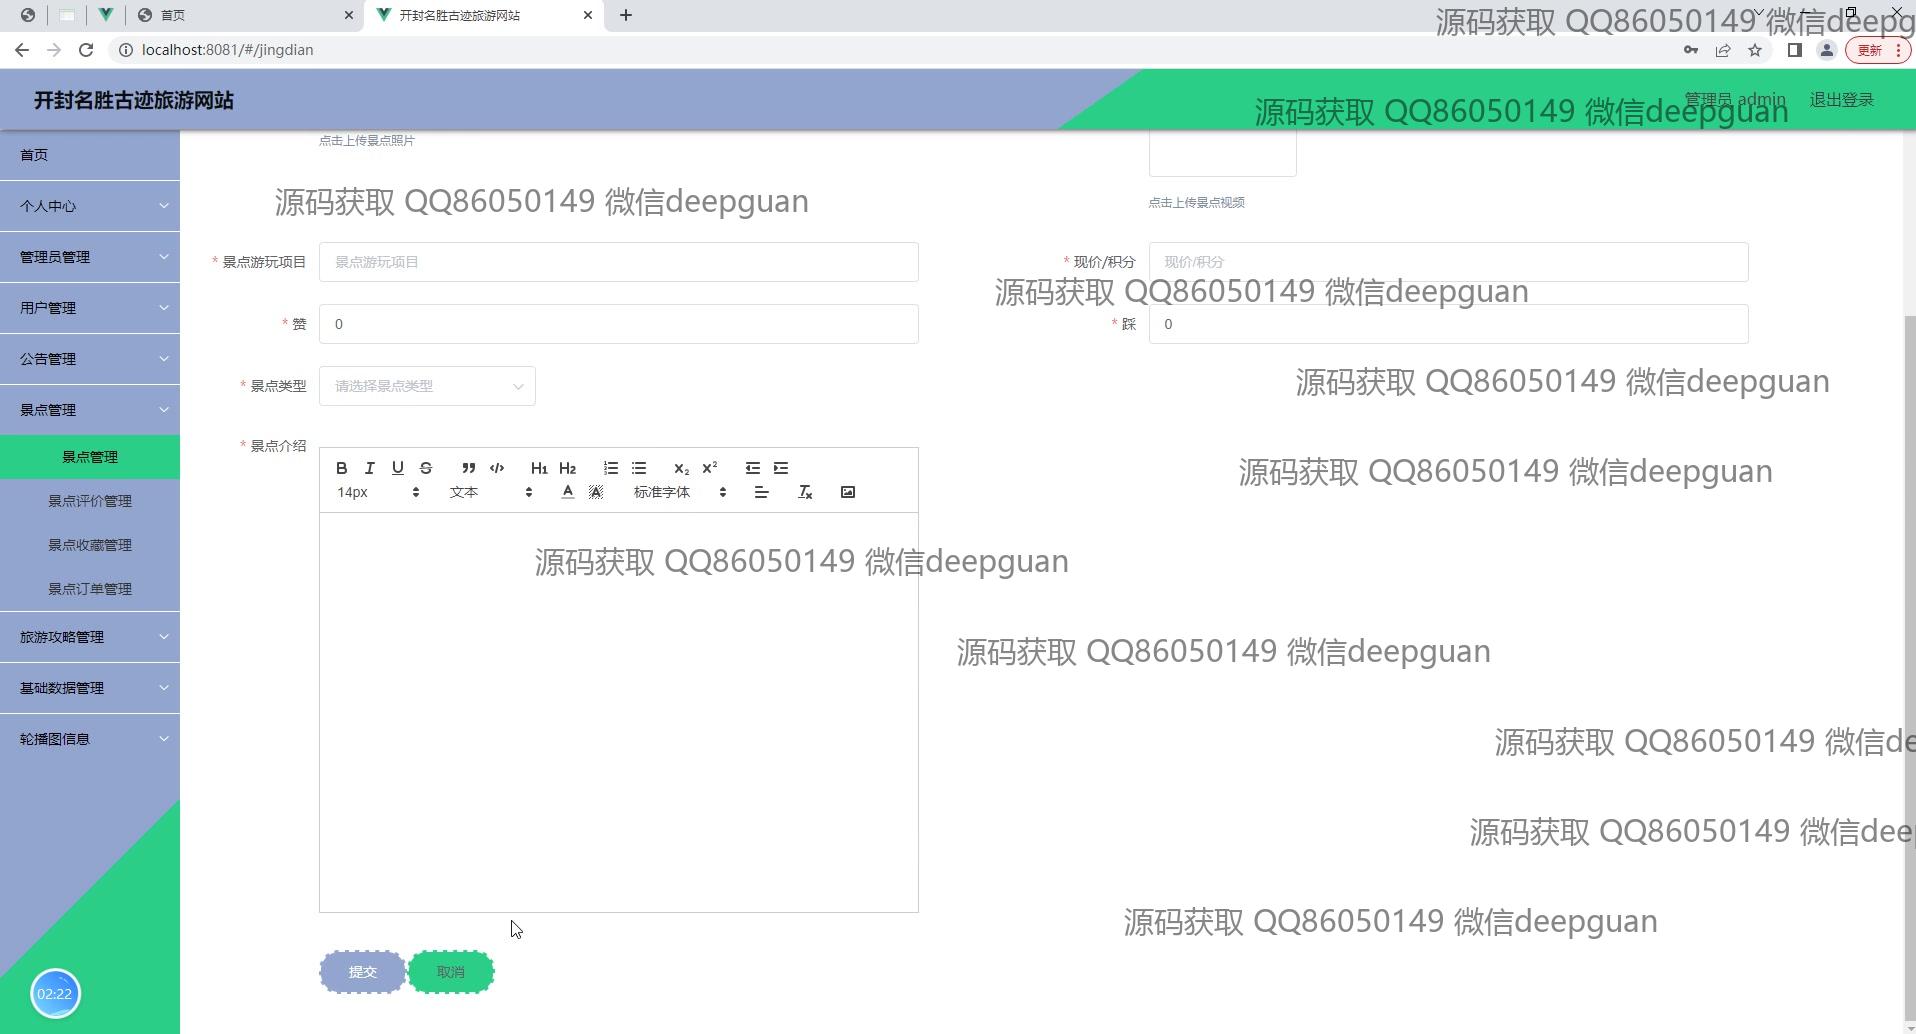 首页
开封名胜古迹旅游网站
源码获取 QQ86050149 微信deepg
localhost:8081/#/jingdian
更新
开封名胜古迹旅游网站
管理员 admin
退出登录
源码获取 QQ86050149 微信deepguan
首页
个人中心
管理员管理
用户管理
公告管理
景点管理
景点管理
景点评价管理
景点收藏管理
景点订单管理
旅游攻略管理
基础数据管理
轮播图信息
02:22
点击上传景点照片
点击上传景点视频
源码获取 QQ86050149 微信deepguan
* 景点游玩项目
景点游玩项目
* 现价/积分
现价/积分
源码获取 QQ86050149 微信deepguan
* 赞
0
* 踩
0
* 景点类型
请选择景点类型
源码获取 QQ86050149 微信deepguan
* 景点介绍
B I U S H1 H2 x₂ x²
14px 文本 A A 标准字体
源码获取 QQ86050149 微信deepguan
源码获取 QQ86050149 微信deepguan
源码获取 QQ86050149 微信deepguan
源码获取 QQ86050149 微信de
源码获取 QQ86050149 微信dee
源码获取 QQ86050149 微信deepguan
提交
取消